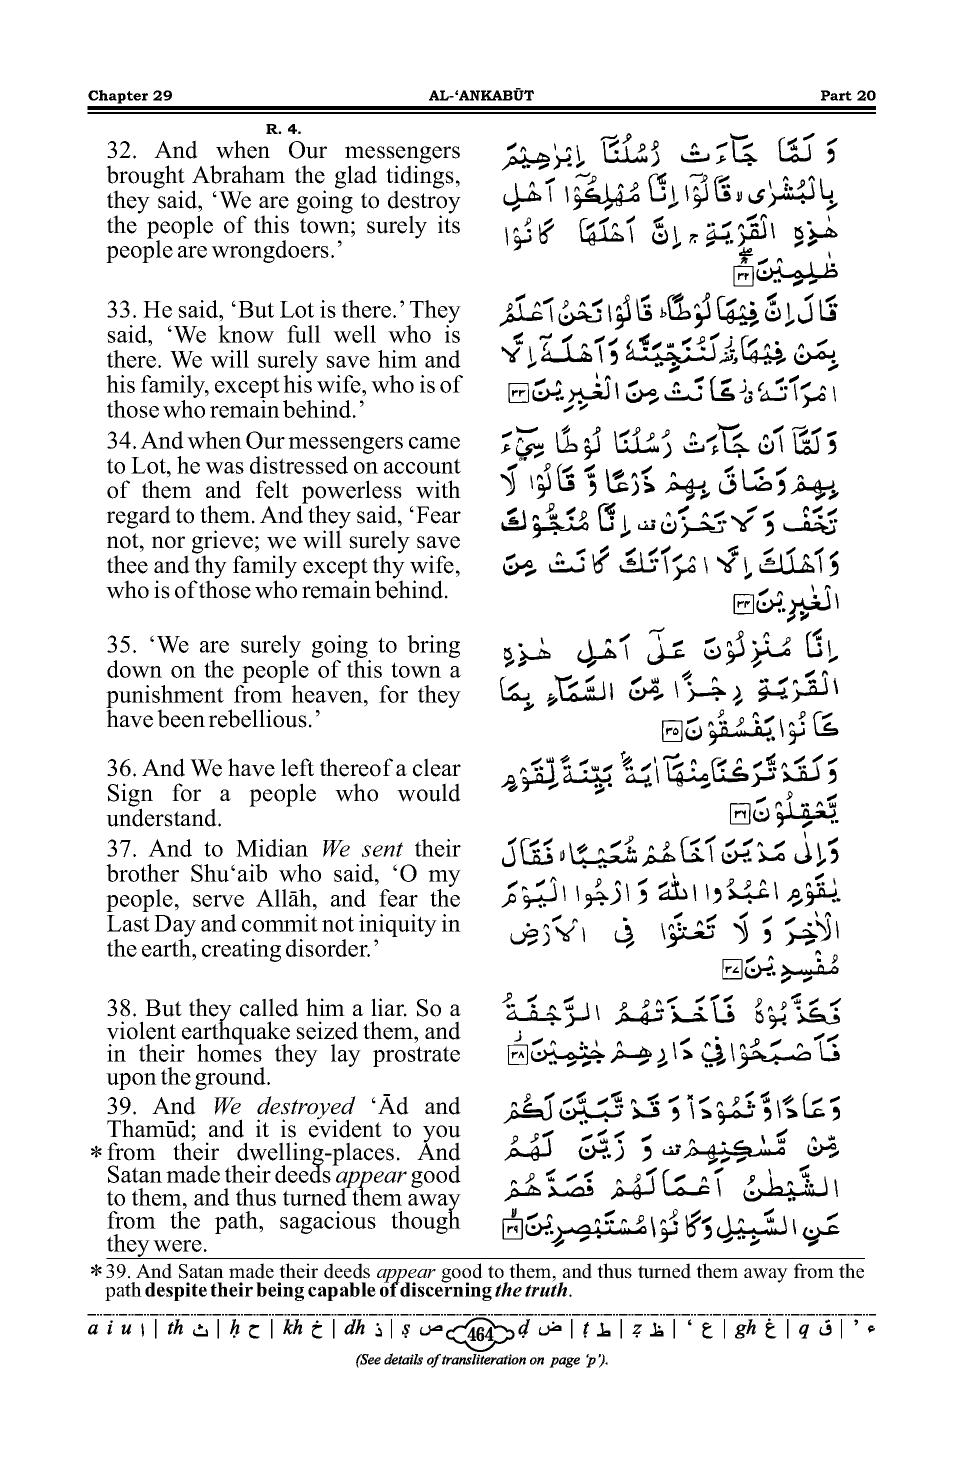 Chapter 29 AL-‘ANKABŪT Part 20
R. 4.
32. And when Our messengers
brought Abraham the glad tidings,
they said, ‘We are going to destroy
the people of this town; surely its
people are wrongdoers.’
33. He said, ‘But Lot is there.’ They
said, ‘We know full well who is
there. We will surely save him and
his family, except his wife, who is of
those who remain behind.’
34. And when Our messengers came
to Lot, he was distressed on account
of them and felt powerless with
regard to them. And they said, ‘Fear
not, nor grieve; we will surely save
thee and thy family except thy wife,
who is of those who remain behind.
35. ‘We are surely going to bring
down on the people of this town a
punishment from heaven, for they
have been rebellious.’
36. And We have left thereof a clear
Sign for a people who would
understand.
37. And to Midian We sent their
brother Shu‘aib who said, ‘O my
people, serve Allāh, and fear the
Last Day and commit not iniquity in
the earth, creating disorder.’
38. But they called him a liar. So a
violent earthquake seized them, and
in their homes they lay prostrate
upon the ground.
39. And We destroyed ‘Ād and
Thamūd; and it is evident to you
*from their dwelling-places. And
Satan made their deeds appear good
to them, and thus turned them away
from the path, sagacious though
they were.
وَ لَمَّا جَآءَتْ رُسُلُنَاۤ اِبْرٰهِيْمَ
بِالْبُشْرٰى ۙ قَالُوْۤا اِنَّا مُهْلِكُوْۤا اَهْلِ
هٰذِهِ الْقَرْيَةِ ۚ اِنَّ اَهْلَهَا كَانُوْا
ظٰلِمِيْنَ ۳۲
قَالَ اِنَّ فِيْهَا لُوْطًا ؕ قَالُوْا نَحْنُ اَعْلَمُ
بِمَنْ فِيْهَا ۫ لَنُنَجِّيَنَّهٗ وَ اَهْلَهٗۤ اِلَّا
امْرَاَتَهٗ ٭۫ كَانَتْ مِنَ الْغٰبِرِيْنَ ۳۳
وَ لَمَّاۤ اَنْ جَآءَتْ رُسُلُنَا لُوْطًا سِيْٓءَ
بِهِمْ وَ ضَاقَ بِهِمْ ذَرْعًا وَّ قَالُوْا لَا
تَخَفْ وَ لَا تَحْزَنْ ۟ اِنَّا مُنَجُّوْكَ
وَ اَهْلَكَ اِلَّا امْرَاَتَكَ كَانَتْ مِنَ
الْغٰبِرِيْنَ ۳۴
اِنَّا مُنْزِلُوْنَ عَلٰۤى اَهْلِ هٰذِهِ
الْقَرْيَةِ رِجْزًا مِّنَ السَّمَآءِ بِمَا
كَانُوْا يَفْسُقُوْنَ ۳۵
وَ لَقَدْ تَّرَكْنَا مِنْهَاۤ اٰيَةًۢ بَيِّنَةً لِّقَوْمٍ
يَّعْقِلُوْنَ ۳۶
وَ اِلٰى مَدْيَنَ اَخَاهُمْ شُعَيْبًا ۙ فَقَالَ
يٰقَوْمِ اعْبُدُوا اللّٰهَ وَ ارْجُوا الْيَوْمَ
الْاٰخِرَ وَ لَا تَعْثَوْا فِى الْاَرْضِ
مُفْسِدِيْنَ ۳۷
فَكَذَّبُوْهُ فَاَخَذَتْهُمُ الرَّجْفَةُ
فَاَصْبَحُوْا فِيْ دَارِهِمْ جٰثِمِيْنَ ۳۸
وَ عَادًا وَّ ثَمُوْدَا۠ وَ قَدْ تَّبَيَّنَ لَكُمْ
مِّنْ مَّسٰكِنِهِمْ ۟ وَ زَيَّنَ لَهُمُ
الشَّيْطٰنُ اَعْمَالَهُمْ فَصَدَّهُمْ
عَنِ السَّبِيْلِ وَ كَانُوْا مُسْتَبْصِرِيْنَ ۳۹
*39. And Satan made their deeds appear good to them, and thus turned them away from the
path despite their being capable of discerning the truth.
a i u ا | th ث | ḥ ح | kh خ | dh ذ | ṣ ص 464 ḍ ض | ṭ ط | ẓ ظ | ‘ ع | gh غ | q ق | ’ ء
(See details of transliteration on page ‘p’).